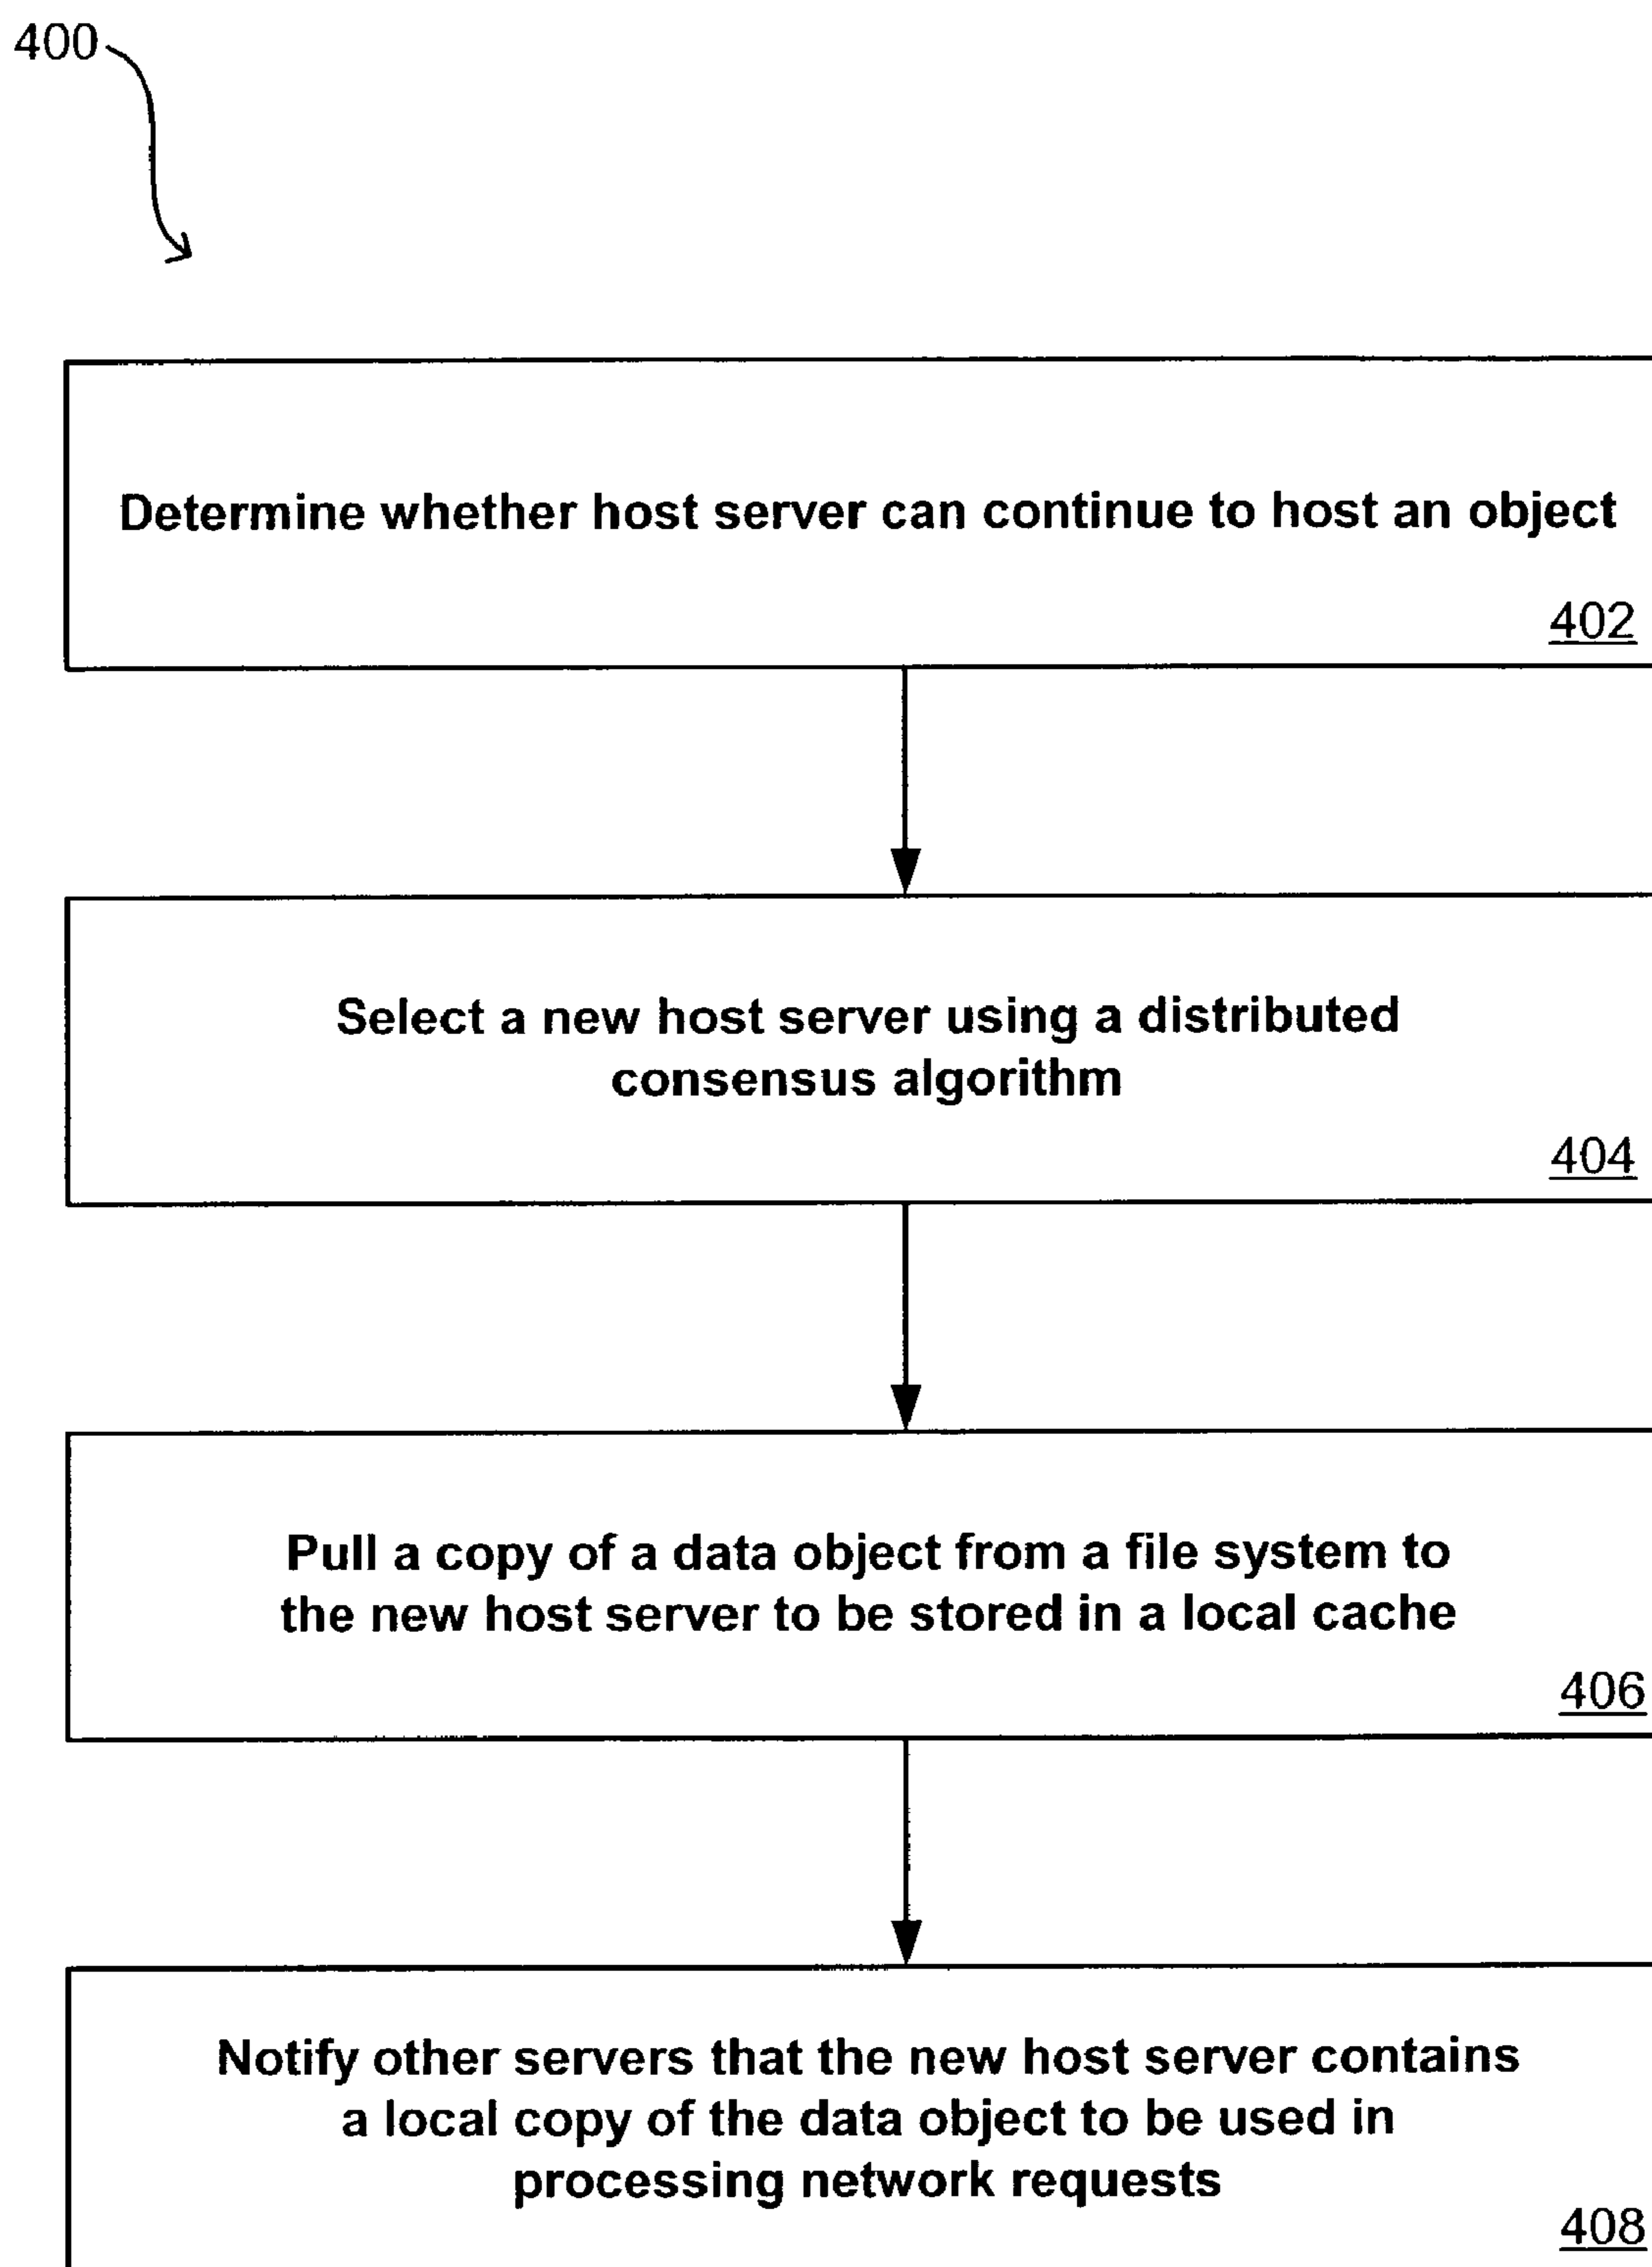 400
Determine whether host server can continue to host an object
402
Select a new host server using a distributed
consensus algorithm
404
Pull a copy of a data object from a file system to
the new host server to be stored in a local cache
406
Notify other servers that the new host server contains
a local copy of the data object to be used in
processing network requests
408